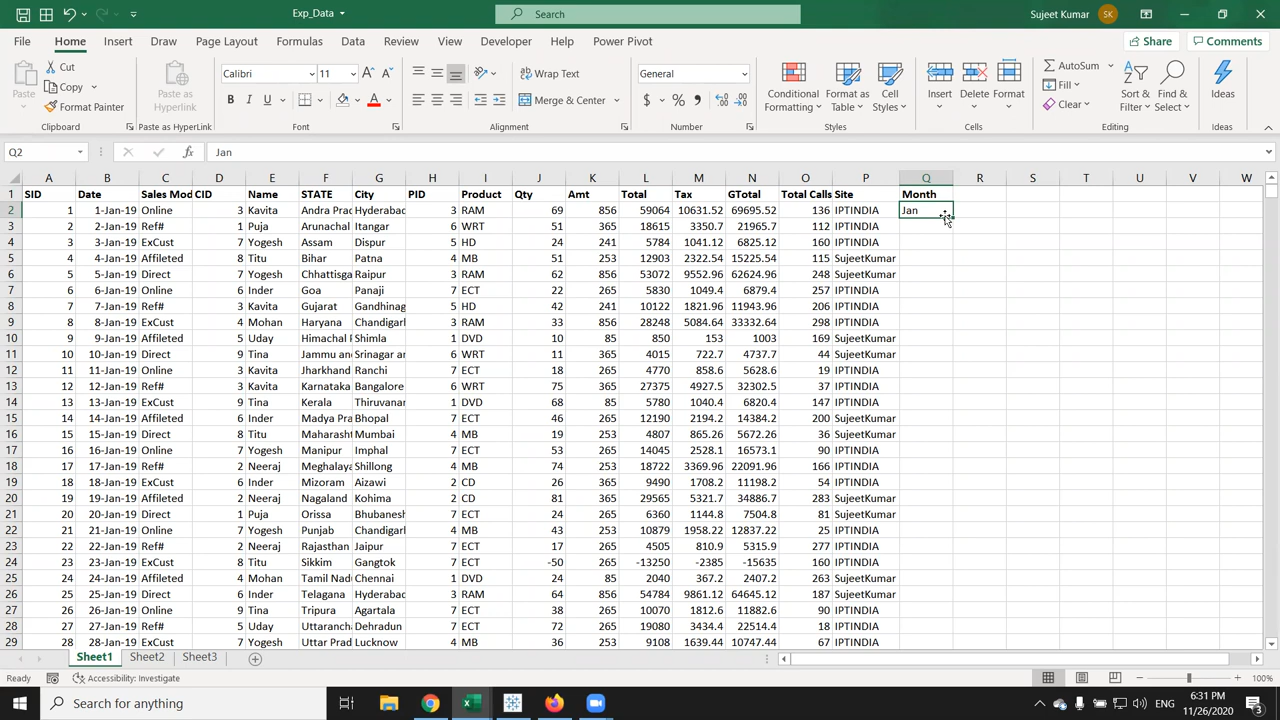 Exp_Data
Search
Sujeet Kumar
SK
File Home Insert Draw Page Layout Formulas Data Review View Developer Help Power Pivot Share Comments
Paste
Cut
Copy
Format Painter
Clipboard
Paste as Hyperlink
Paste as HyperLink
Calibri 11
B I U
Font
Wrap Text
Merge & Center
Alignment
General
$ % ,
Number
Conditional Formatting
Format as Table
Cell Styles
Styles
Insert Delete Format
Cells
AutoSum
Fill
Clear
Sort & Filter
Find & Select
Editing
Ideas
Ideas
Q2 fx Jan
A B C D E F G H I J K L M N O P Q R S T U V W
1 SID Date Sales Mod CID Name STATE City PID Product Qty Amt Total Tax GTotal Total Calls Site Month
2 1 1-Jan-19 Online 3 Kavita Andra Prad Hyderabad 3 RAM 69 856 59064 10631.52 69695.52 136 IPTINDIA Jan
3 2 2-Jan-19 Ref# 1 Puja Arunachal Itangar 6 WRT 51 365 18615 3350.7 21965.7 112 IPTINDIA
4 3 3-Jan-19 ExCust 7 Yogesh Assam Dispur 5 HD 24 241 5784 1041.12 6825.12 160 IPTINDIA
5 4 4-Jan-19 Affileted 8 Titu Bihar Patna 4 MB 51 253 12903 2322.54 15225.54 115 SujeetKumar
6 5 5-Jan-19 Direct 7 Yogesh Chhattisga Raipur 3 RAM 62 856 53072 9552.96 62624.96 248 SujeetKumar
7 6 6-Jan-19 Online 6 Inder Goa Panaji 7 ECT 22 265 5830 1049.4 6879.4 257 IPTINDIA
8 7 7-Jan-19 Ref# 3 Kavita Gujarat Gandhinag 5 HD 42 241 10122 1821.96 11943.96 206 IPTINDIA
9 8 8-Jan-19 ExCust 4 Mohan Haryana Chandigarh 3 RAM 33 856 28248 5084.64 33332.64 298 IPTINDIA
10 9 9-Jan-19 Affileted 5 Uday Himachal P Shimla 1 DVD 10 85 850 153 1003 169 SujeetKumar
11 10 10-Jan-19 Direct 9 Tina Jammu and Srinagar an 6 WRT 11 365 4015 722.7 4737.7 44 SujeetKumar
12 11 11-Jan-19 Online 3 Kavita Jharkhand Ranchi 7 ECT 18 265 4770 858.6 5628.6 19 IPTINDIA
13 12 12-Jan-19 Ref# 3 Kavita Karnataka Bangalore 6 WRT 75 365 27375 4927.5 32302.5 37 IPTINDIA
14 13 13-Jan-19 ExCust 9 Tina Kerala Thiruvanar 1 DVD 68 85 5780 1040.4 6820.4 147 IPTINDIA
15 14 14-Jan-19 Affileted 6 Inder Madya Pra Bhopal 7 ECT 46 265 12190 2194.2 14384.2 200 SujeetKumar
16 15 15-Jan-19 Direct 8 Titu Maharasht Mumbai 4 MB 19 253 4807 865.26 5672.26 36 SujeetKumar
17 16 16-Jan-19 Online 7 Yogesh Manipur Imphal 7 ECT 53 265 14045 2528.1 16573.1 90 IPTINDIA
18 17 17-Jan-19 Ref# 2 Neeraj Meghalaya Shillong 4 MB 74 253 18722 3369.96 22091.96 166 IPTINDIA
19 18 18-Jan-19 ExCust 6 Inder Mizoram Aizawi 2 CD 26 365 9490 1708.2 11198.2 54 IPTINDIA
20 19 19-Jan-19 Affileted 2 Neeraj Nagaland Kohima 2 CD 81 365 29565 5321.7 34886.7 283 SujeetKumar
21 20 20-Jan-19 Direct 1 Puja Orissa Bhubanesh 7 ECT 24 265 6360 1144.8 7504.8 81 SujeetKumar
22 21 21-Jan-19 Online 7 Yogesh Punjab Chandigarh 4 MB 43 253 10879 1958.22 12837.22 25 IPTINDIA
23 22 22-Jan-19 Ref# 2 Neeraj Rajasthan Jaipur 7 ECT 17 265 4505 810.9 5315.9 277 IPTINDIA
24 23 23-Jan-19 ExCust 8 Titu Sikkim Gangtok 7 ECT -50 265 -13250 -2385 -15635 160 IPTINDIA
25 24 24-Jan-19 Affileted 4 Mohan Tamil Nadu Chennai 1 DVD 24 85 2040 367.2 2407.2 263 SujeetKumar
26 25 25-Jan-19 Direct 6 Inder Telagana Hyderabad 3 RAM 64 856 54784 9861.12 64645.12 187 SujeetKumar
27 26 26-Jan-19 Online 9 Tina Tripura Agartala 7 ECT 38 265 10070 1812.6 11882.6 90 IPTINDIA
28 27 27-Jan-19 Ref# 5 Uday Uttarancha Dehradun 7 ECT 72 265 19080 3434.4 22514.4 18 IPTINDIA
29 28 28-Jan-19 ExCust 7 Yogesh Uttar Prad Lucknow 4 MB 36 253 9108 1639.44 10747.44 67 IPTINDIA
Sheet1 Sheet2 Sheet3
Ready Accessibility: Investigate 100%
Search for anything
6:31 PM
11/26/2020